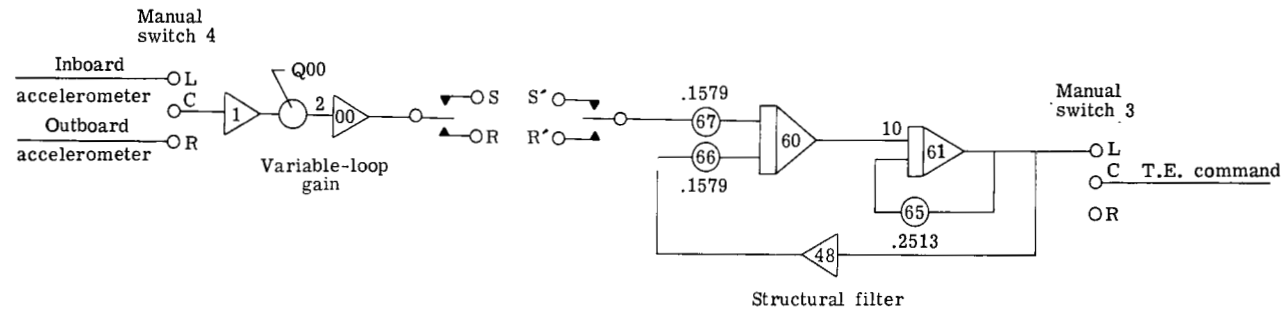 Manual
switch 4
Inboard
accelerometer
Outboard
accelerometer
L
C
R
1
Q00
2
00
Variable-loop
gain
S
R
S′
R′
.1579
67
66
.1579
60
10
61
65
.2513
48
Structural filter
Manual
switch 3
L
C
R
T.E. command